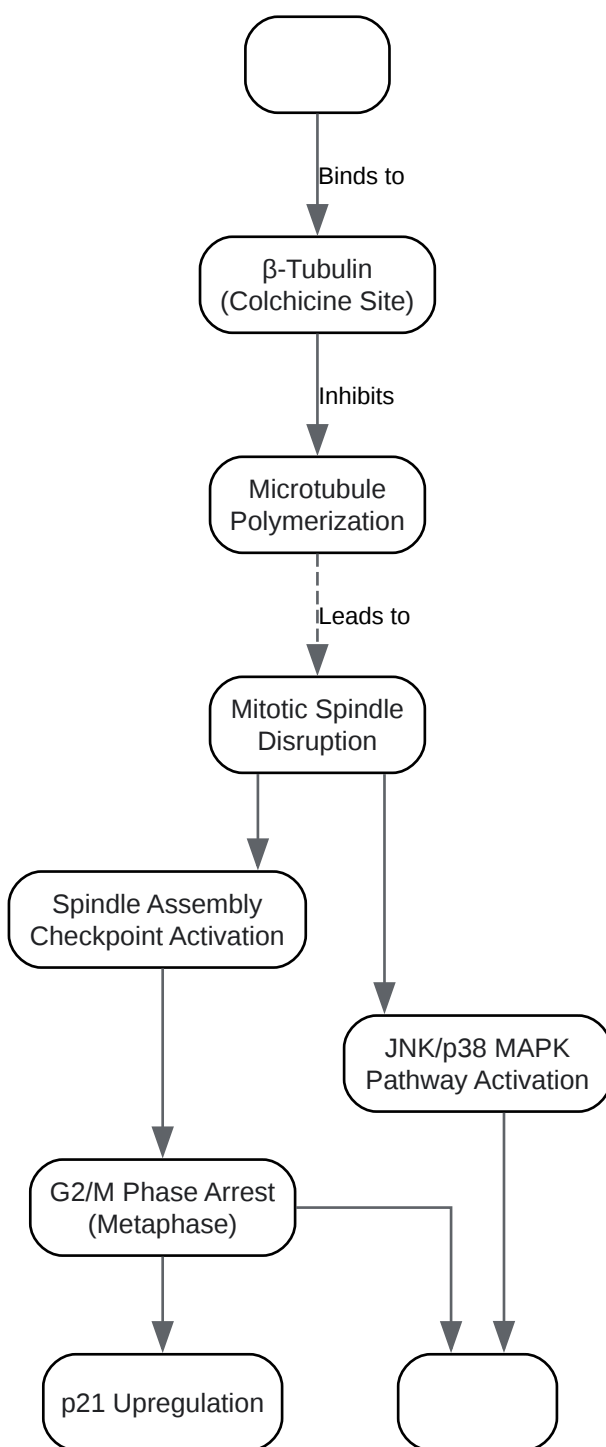 Binds to
β-Tubulin
(Colchicine Site)
Inhibits
Microtubule
Polymerization
Leads to
Mitotic Spindle
Disruption
Spindle Assembly
Checkpoint Activation
JNK/p38 MAPK
Pathway Activation
G2/M Phase Arrest
(Metaphase)
p21 Upregulation